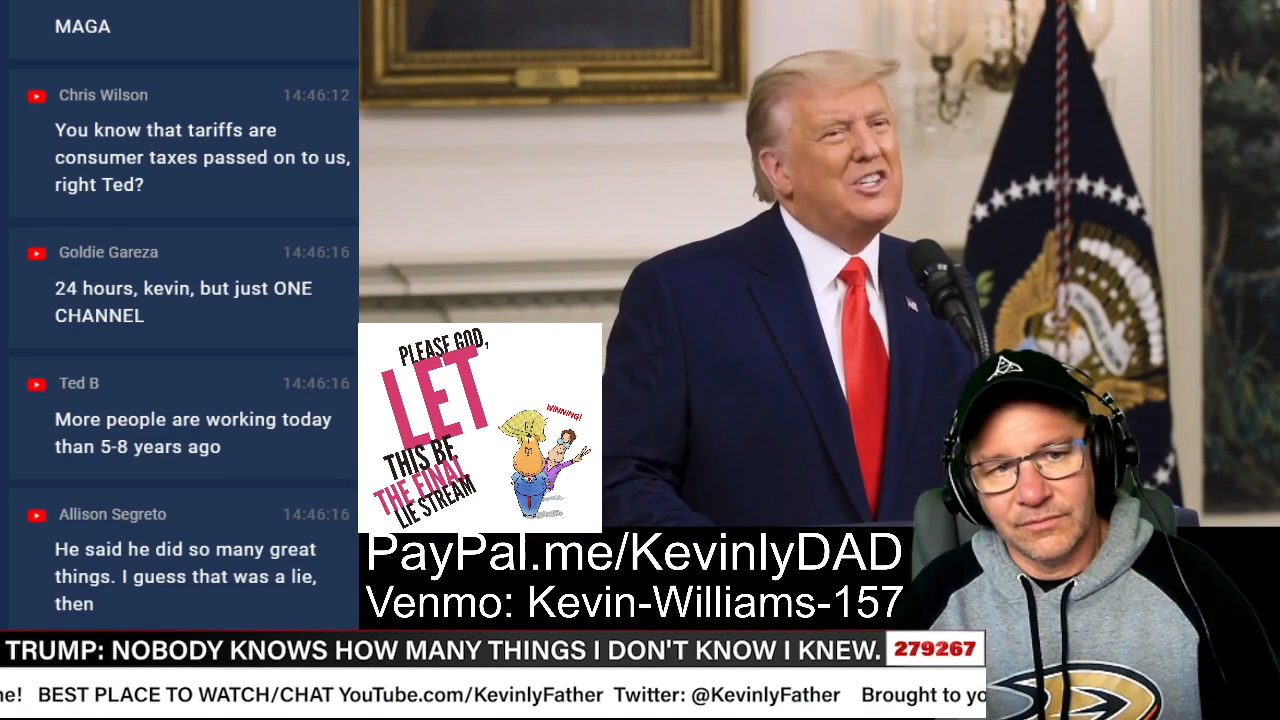 MAGA
Chris Wilson 14:46:12
You know that tariffs are
consumer taxes passed on to us,
right Ted?
Goldie Gareza 14:46:16
24 hours, kevin, but just ONE
CHANNEL
Ted B 14:46:16
More people are working today
than 5-8 years ago
Allison Segreto 14:46:16
He said he did so many great
things. I guess that was a lie,
then
PLEASE GOD,
LET
THIS BE
THE FINAL
LIE STREAM
WINNING!
PayPal.me/KevinlyDAD
Venmo: Kevin-Williams-157
TRUMP: NOBODY KNOWS HOW MANY THINGS I DON'T KNOW I KNEW. 279267
me! BEST PLACE TO WATCH/CHAT YouTube.com/KevinlyFather Twitter: @KevinlyFather Brought to yo